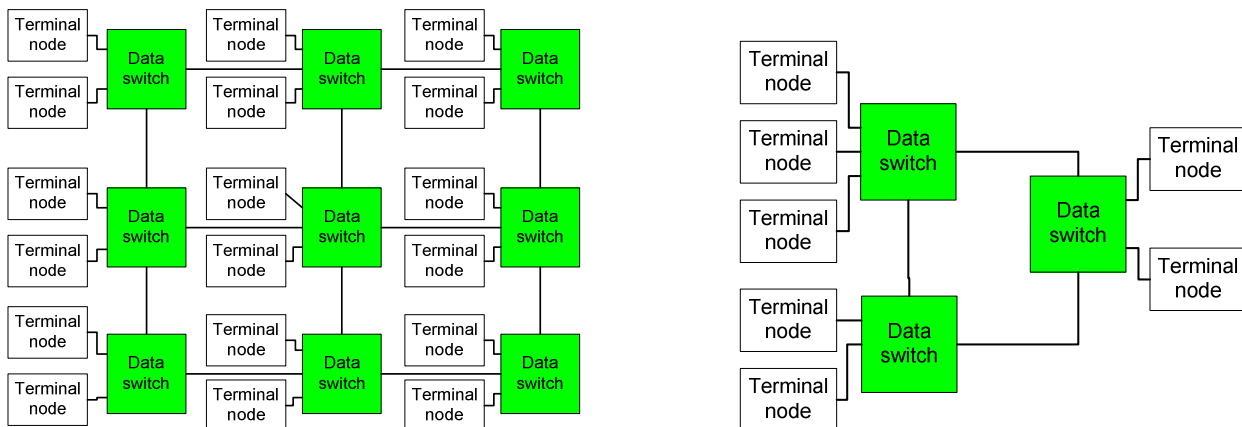 Terminal
node
Data
switch
Terminal
node
Terminal
node
Data
switch
Terminal
node
Terminal
node
Data
switch
Terminal
node
Terminal
node
Data
switch
Terminal
node
Terminal
node
Data
switch
Terminal
node
Terminal
node
Data
switch
Terminal
node
Terminal
node
Data
switch
Terminal
node
Terminal
node
Data
switch
Terminal
node
Terminal
node
Data
switch
Terminal
node
Terminal
node
Terminal
node
Data
switch
Terminal
node
Terminal
node
Data
switch
Terminal
node
Terminal
node
Data
switch
Terminal
node
Terminal
node